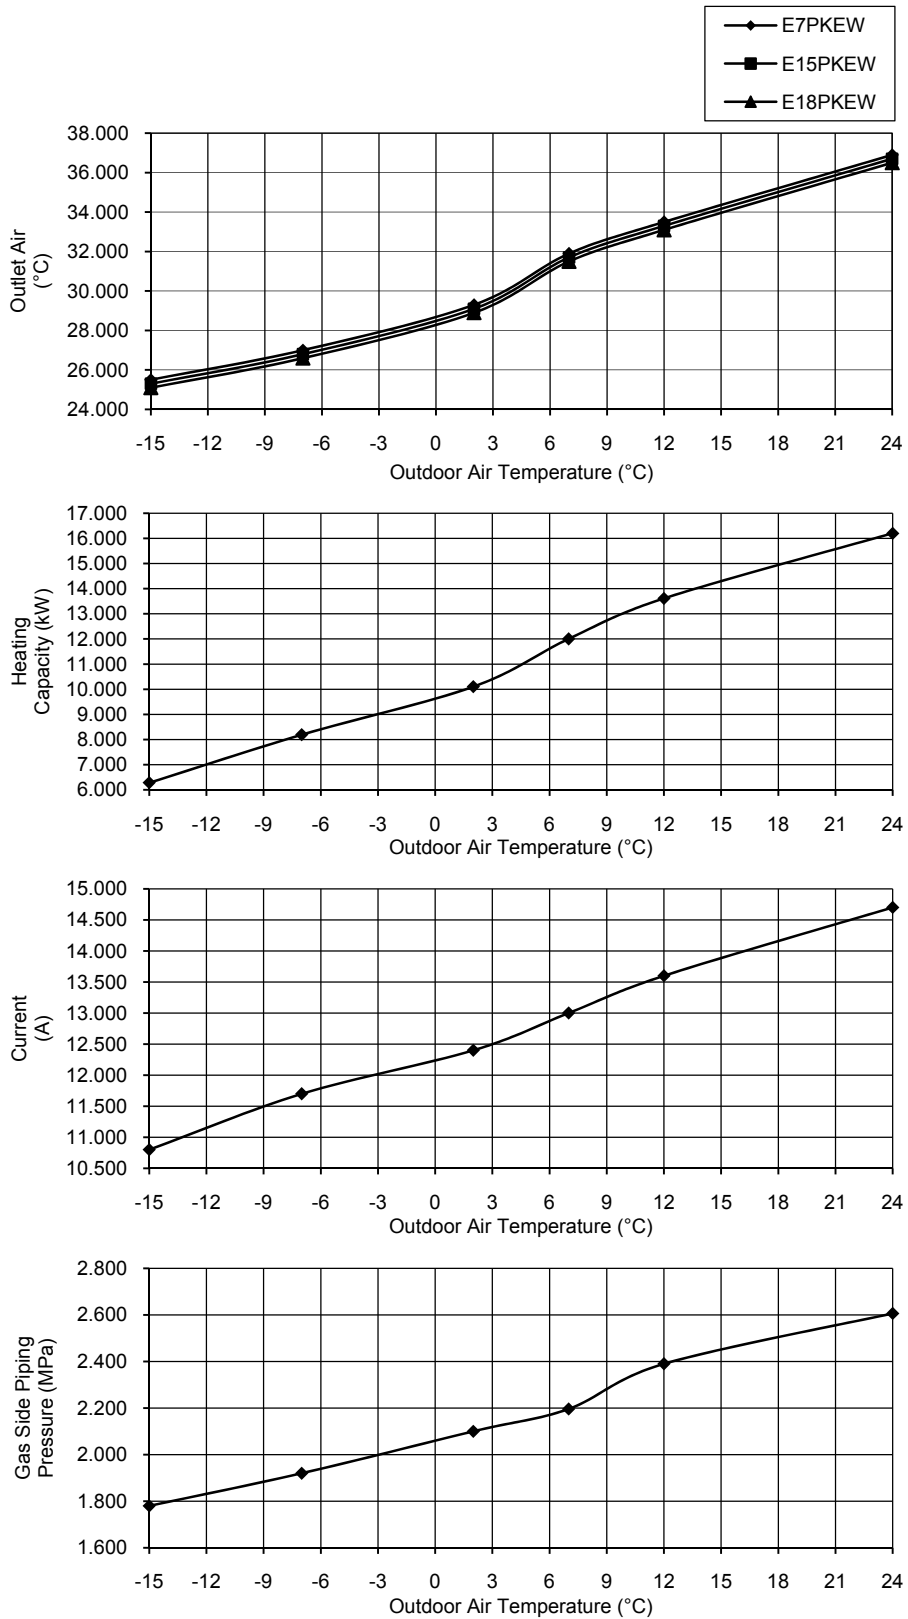 E7PKEW
E15PKEW
E18PKEW
38.000
36.000
34.000
32.000
30.000
28.000
26.000
24.000
Outlet Air
(°C)
-15 -12 -9 -6 -3 0 3 6 9 12 15 18 21 24
Outdoor Air Temperature (°C)
17.000
16.000
15.000
14.000
13.000
12.000
11.000
10.000
9.000
8.000
7.000
6.000
Heating
Capacity (kW)
-15 -12 -9 -6 -3 0 3 6 9 12 15 18 21 24
Outdoor Air Temperature (°C)
15.000
14.500
14.000
13.500
13.000
12.500
12.000
11.500
11.000
10.500
Current
(A)
-15 -12 -9 -6 -3 0 3 6 9 12 15 18 21 24
Outdoor Air Temperature (°C)
2.800
2.600
2.400
2.200
2.000
1.800
1.600
Gas Side Piping
Pressure (MPa)
-15 -12 -9 -6 -3 0 3 6 9 12 15 18 21 24
Outdoor Air Temperature (°C)